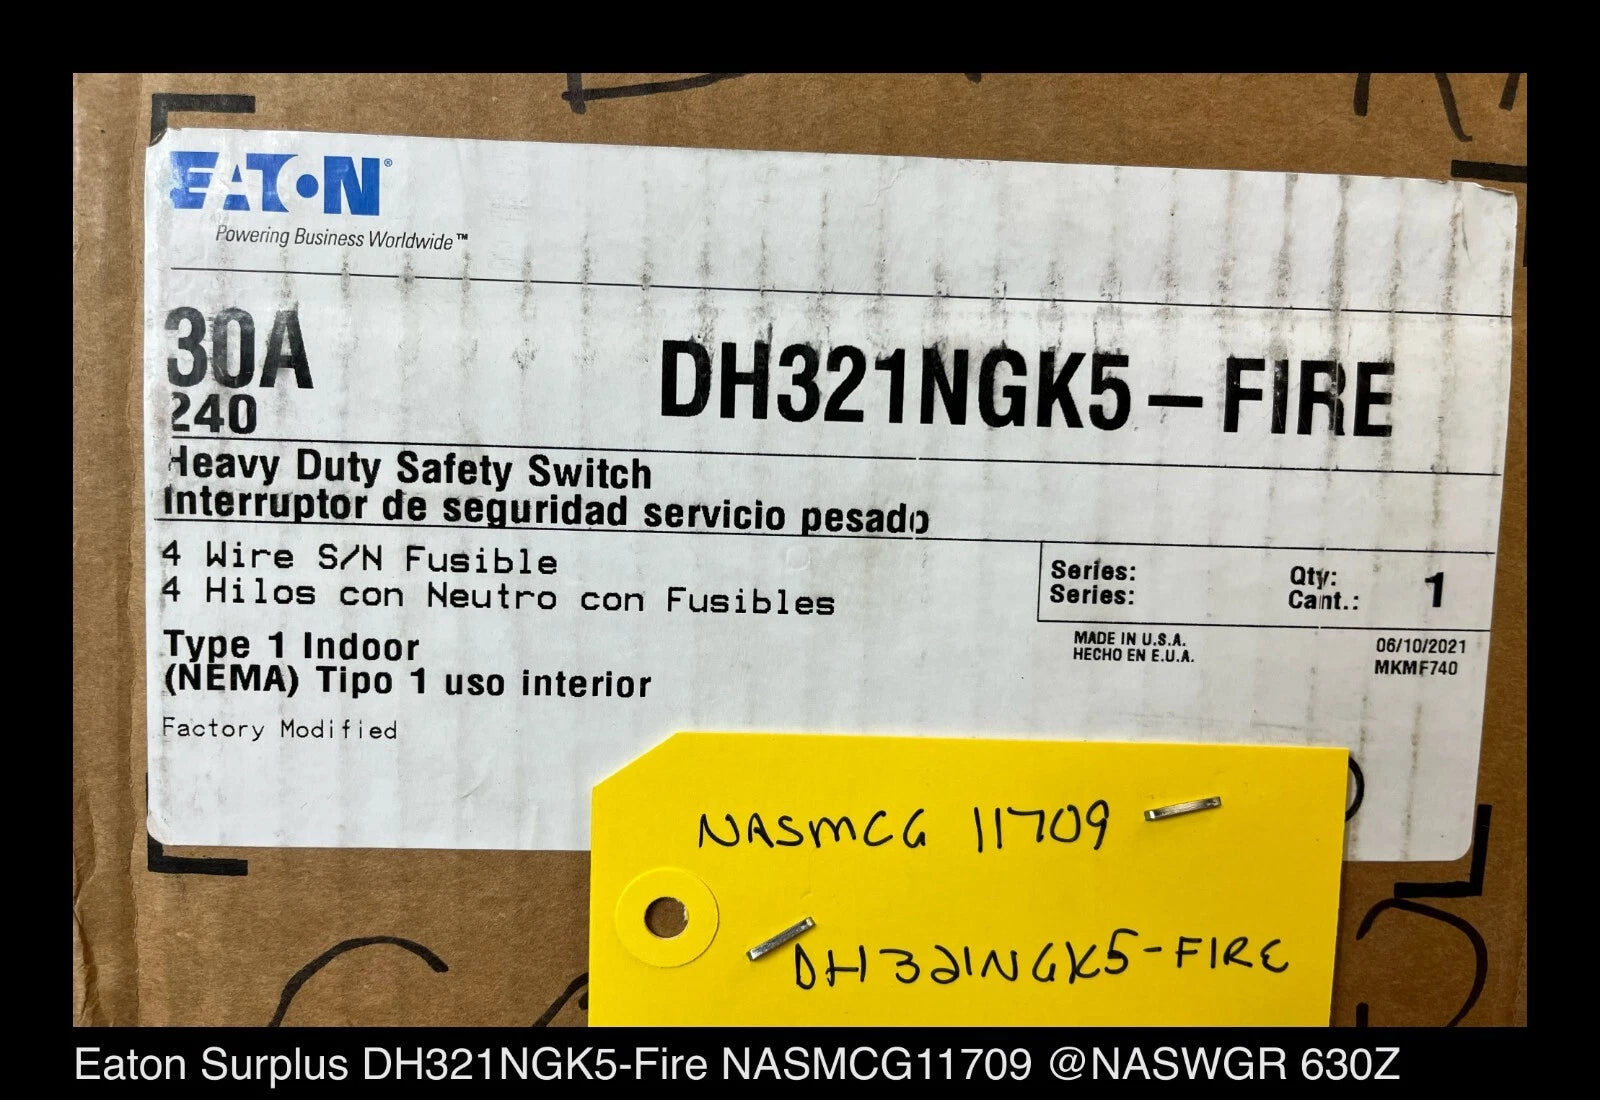 EATON®
Powering Business Worldwide™
30A
240
DH321NGK5-FIRE
Heavy Duty Safety Switch
Interruptor de seguridad servicio pesado
4 Wire S/N Fusible
4 Hilos con Neutro con Fusibles
Series:
Series:
Qty:
Cant.:
1
Type 1 Indoor
(NEMA) Tipo 1 uso interior
MADE IN U.S.A.
HECHO EN E.U.A.
06/10/2021
MKMF740
Factory Modified
NASMCG 11709
DH321NGK5-FIRE
Eaton Surplus DH321NGK5-Fire NASMCG11709 @NASWGR 630Z